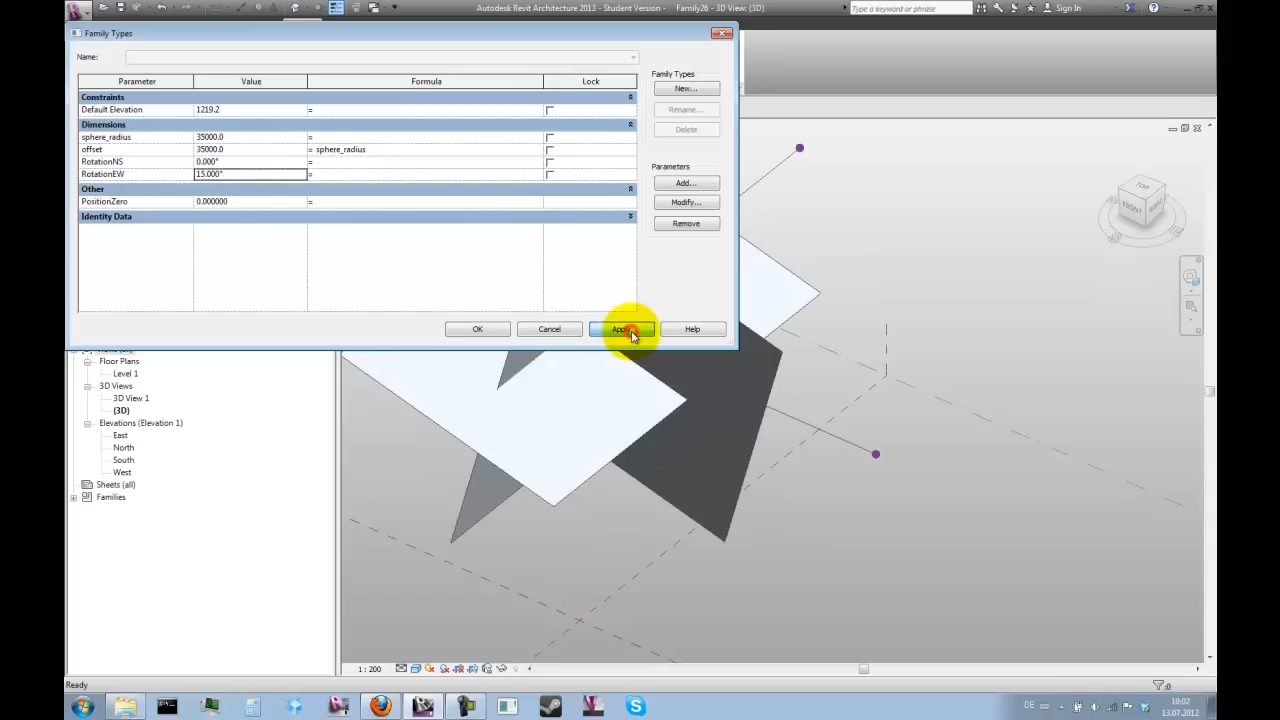 Autodesk Revit Architecture 2013 - Student Version - Family26 - 3D View: {3D}
Type a keyword or phrase
Sign In
Family Types
Name:
Parameter Value Formula Lock
Constraints
Default Elevation 1219.2 =
Dimensions
sphere_radius 35000.0 =
offset 35000.0 = sphere_radius
RotationNS 0.000° =
RotationEW 15.000° =
Other
PositionZero 0.000000 =
Identity Data
Family Types
New...
Rename...
Delete
Parameters
Add...
Modify...
Remove
OK Cancel Help
TOP
FRONT
Floor Plans
Level 1
3D Views
3D View 1
{3D}
Elevations (Elevation 1)
East
North
South
West
Sheets (all)
Families
1 : 200
Ready
:0
DE
10:02
13.07.2012